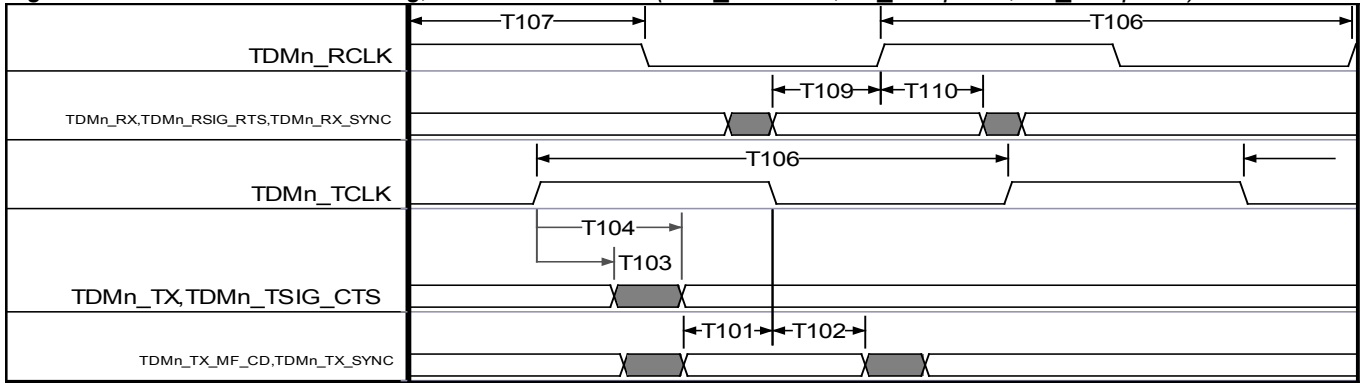 T107
T106
TDMn_RCLK
T109
T110
TDMn_RX,TDMn_RSIG_RTS,TDMn_RX_SYNC
T106
TDMn_TCLK
T104
T103
TDMn_TX,TDMn_TSIG_CTS
T101
T102
TDMn_TX_MF_CD,TDMn_TX_SYNC